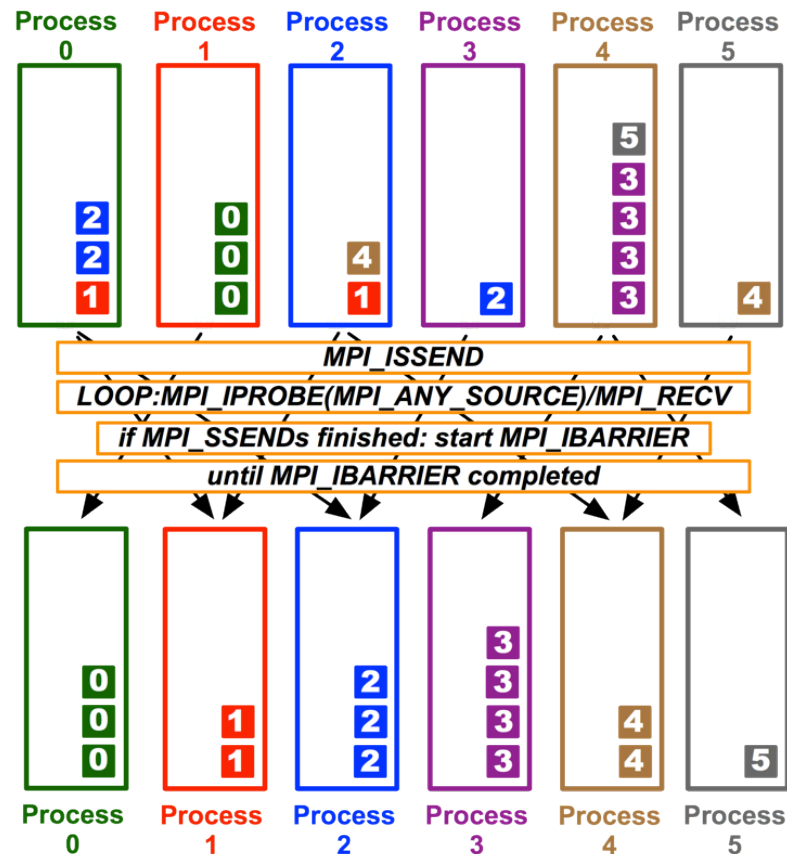 Process Process Process Process Process Process
0 1 2 3 4 5
5
3
2 0 3
2 0 4 3
1 0 1 2 3 4
MPI_ISSEND
LOOP:MPI_IPROBE(MPI_ANY_SOURCE)/MPI_RECV
if MPI_SSENDs finished: start MPI_IBARRIER
until MPI_IBARRIER completed
3
0 2 3
0 1 2 3 4
0 1 2 3 4 5
Process Process Process Process Process Process
0 1 2 3 4 5